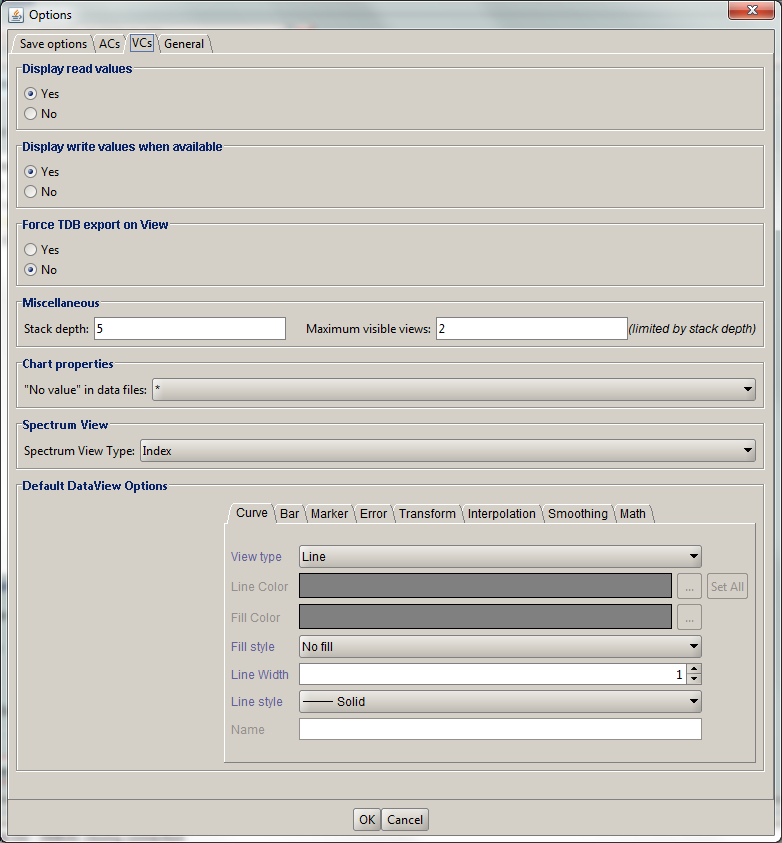 Options
Save options ACs VCs General
Display read values
Yes
No
Display write values when available
Yes
No
Force TDB export on View
Yes
No
Miscellaneous
Stack depth: 5 Maximum visible views: 2 (limited by stack depth)
Chart properties
"No value" in data files: *
Spectrum View
Spectrum View Type: Index
Default DataView Options
Curve Bar Marker Error Transform Interpolation Smoothing Math
View type Line
Line Color ... Set All
Fill Color ...
Fill style No fill
Line Width 1
Line style Solid
Name
OK Cancel